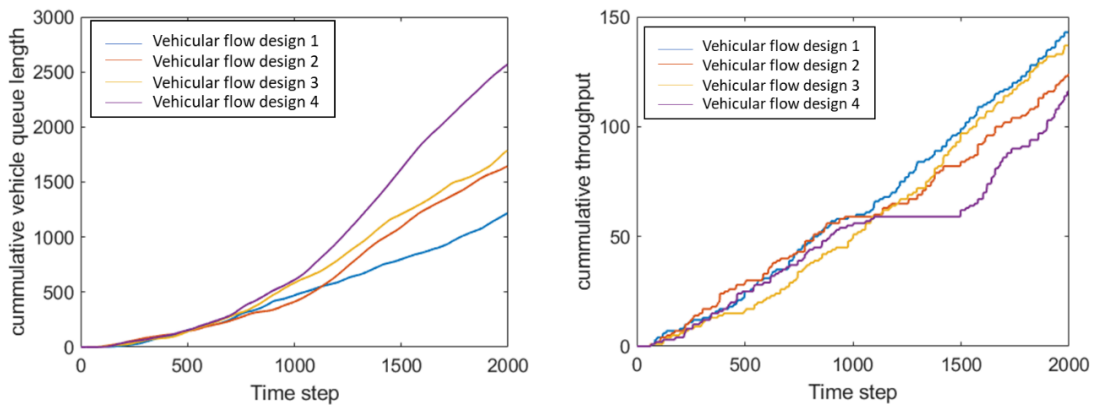 3000
2500
2000
1500
1000
500
0
cummulative vehicle queue length
Vehicular flow design 1
Vehicular flow design 2
Vehicular flow design 3
Vehicular flow design 4
0
500
1000
1500
2000
Time step
150
100
50
0
cummulative throughput
Vehicular flow design 1
Vehicular flow design 2
Vehicular flow design 3
Vehicular flow design 4
0
500
1000
1500
2000
Time step